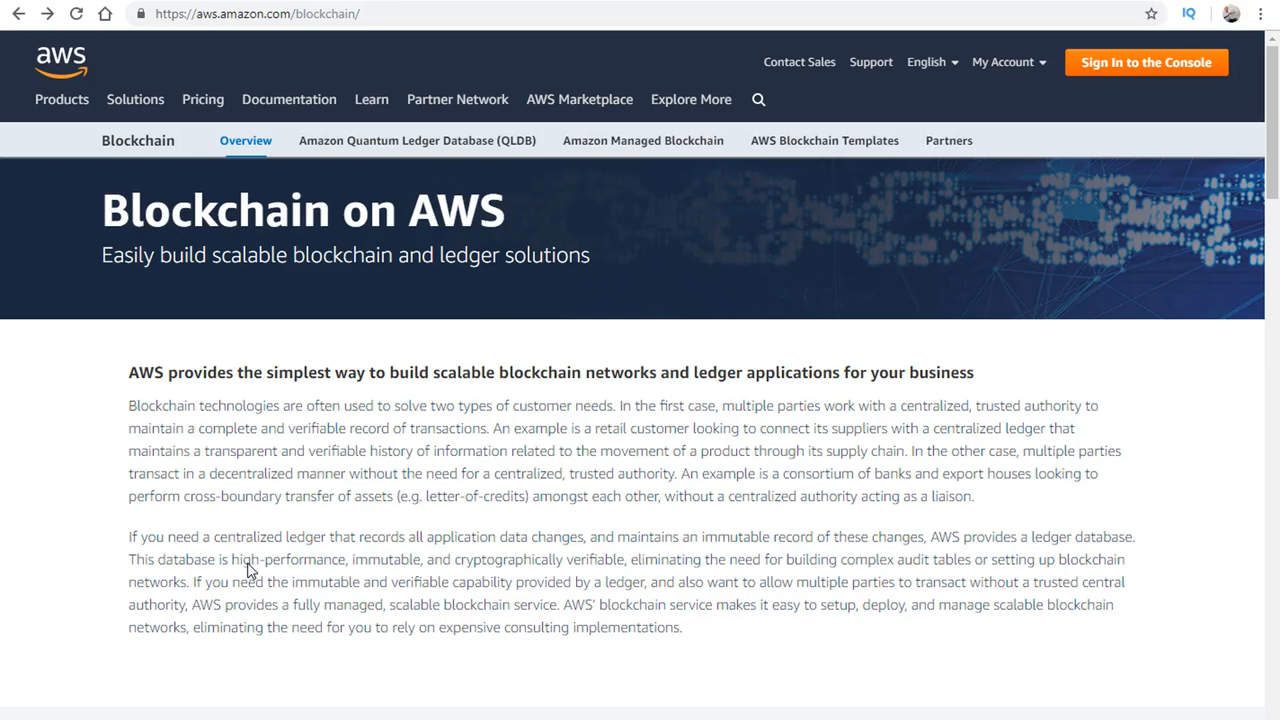 https://aws.amazon.com/blockchain/
IQ
aws
Contact Sales Support English My Account Sign In to the Console
Products Solutions Pricing Documentation Learn Partner Network AWS Marketplace Explore More
Blockchain Overview Amazon Quantum Ledger Database (QLDB) Amazon Managed Blockchain AWS Blockchain Templates Partners
Blockchain on AWS
Easily build scalable blockchain and ledger solutions
AWS provides the simplest way to build scalable blockchain networks and ledger applications for your business
Blockchain technologies are often used to solve two types of customer needs. In the first case, multiple parties work with a centralized, trusted authority to
maintain a complete and verifiable record of transactions. An example is a retail customer looking to connect its suppliers with a centralized ledger that
maintains a transparent and verifiable history of information related to the movement of a product through its supply chain. In the other case, multiple parties
transact in a decentralized manner without the need for a centralized, trusted authority. An example is a consortium of banks and export houses looking to
perform cross-boundary transfer of assets (e.g. letter-of-credits) amongst each other, without a centralized authority acting as a liaison.
If you need a centralized ledger that records all application data changes, and maintains an immutable record of these changes, AWS provides a ledger database.
This database is high-performance, immutable, and cryptographically verifiable, eliminating the need for building complex audit tables or setting up blockchain
networks. If you need the immutable and verifiable capability provided by a ledger, and also want to allow multiple parties to transact without a trusted central
authority, AWS provides a fully managed, scalable blockchain service. AWS' blockchain service makes it easy to setup, deploy, and manage scalable blockchain
networks, eliminating the need for you to rely on expensive consulting implementations.